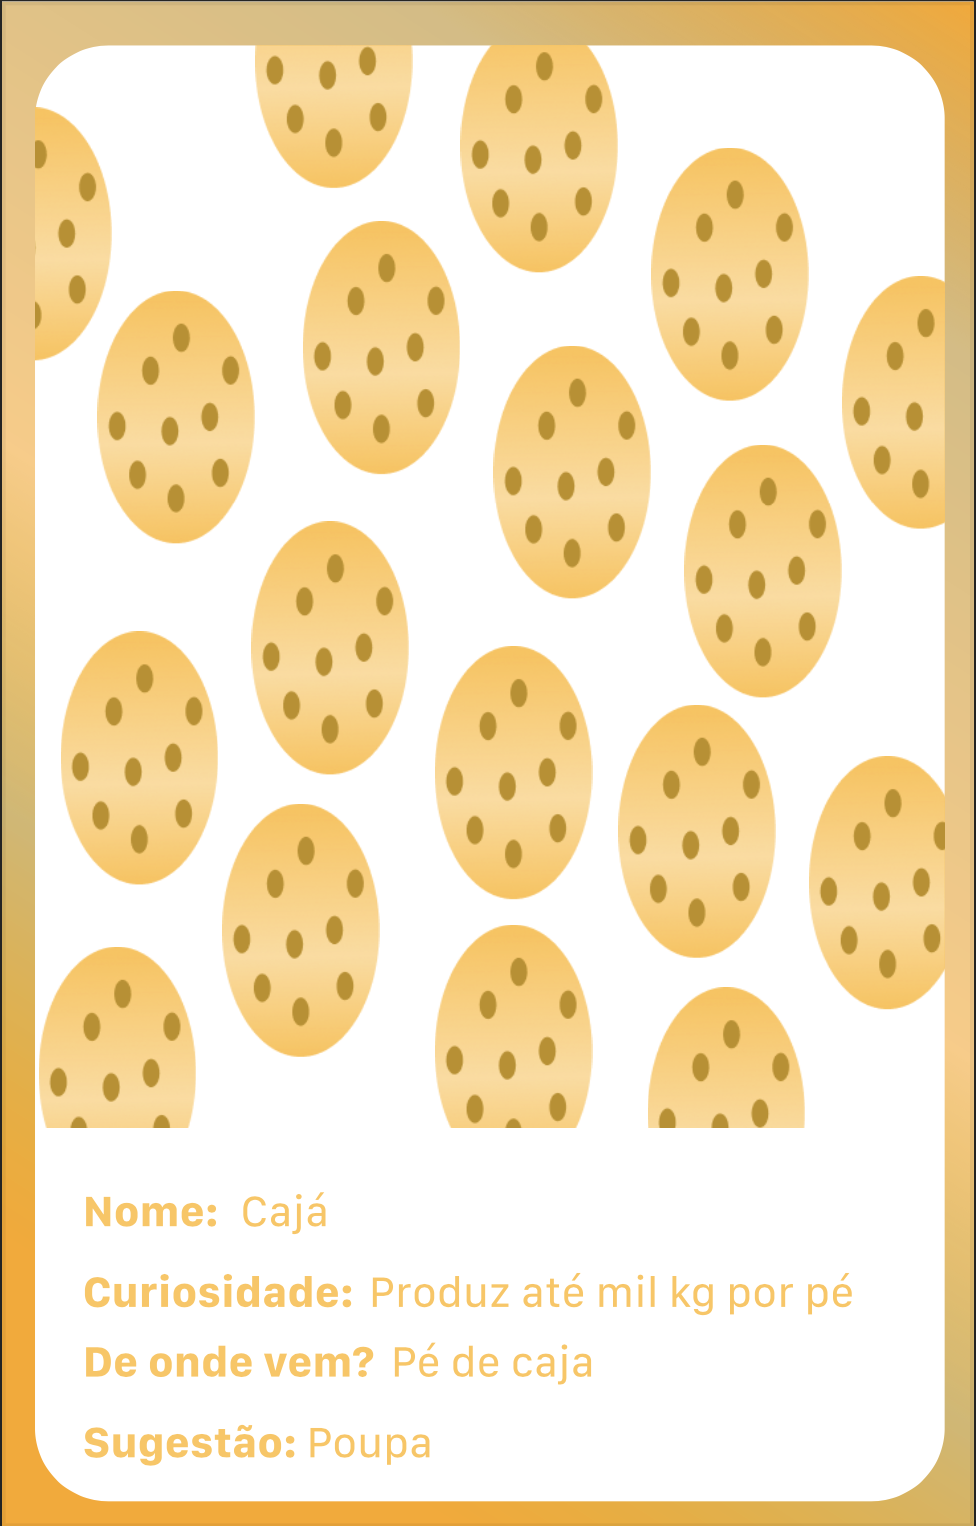 Nome: Cajá
Curiosidade: Produz até mil kg por pé
De onde vem? Pé de caja
Sugestão: Poupa